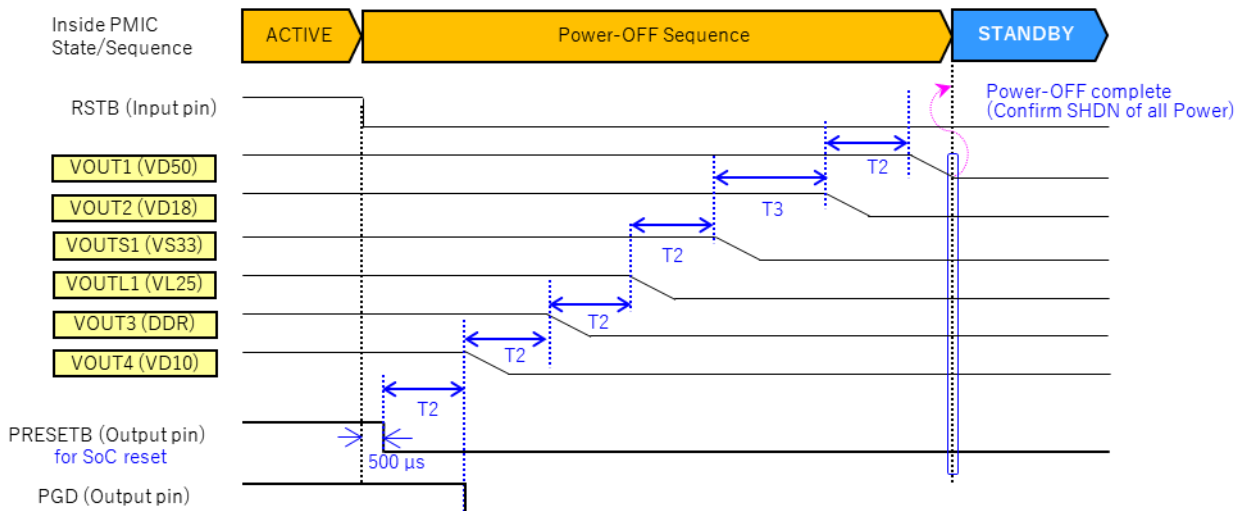 Inside PMIC
State/Sequence
ACTIVE
Power-OFF Sequence
STANDBY
RSTB (Input pin)
Power-OFF complete
(Confirm SHDN of all Power)
VOUT1 (VD50)
T2
VOUT2 (VD18)
T3
VOUTS1 (VS33)
T2
VOUTL1 (VL25)
T2
VOUT3 (DDR)
T2
VOUT4 (VD10)
T2
PRESETB (Output pin)
for SoC reset
500 µs
PGD (Output pin)